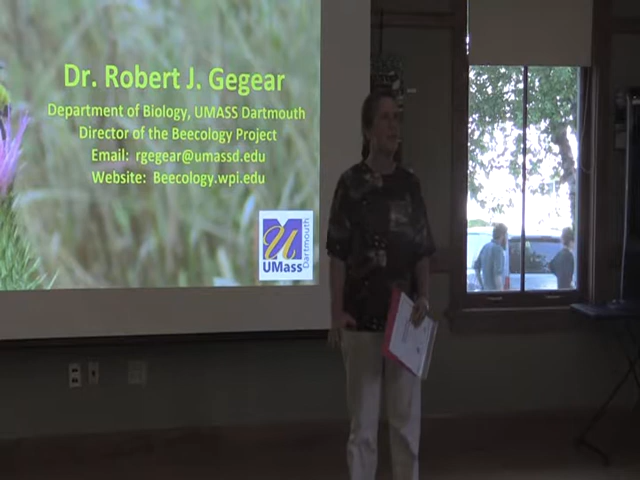 Dr. Robert J. Gegear
Department of Biology, UMASS Dartmouth
Director of the Beecology Project
Email: rgegear@umassd.edu
Website: Beecology.wpi.edu
U
UMass
Dartmouth